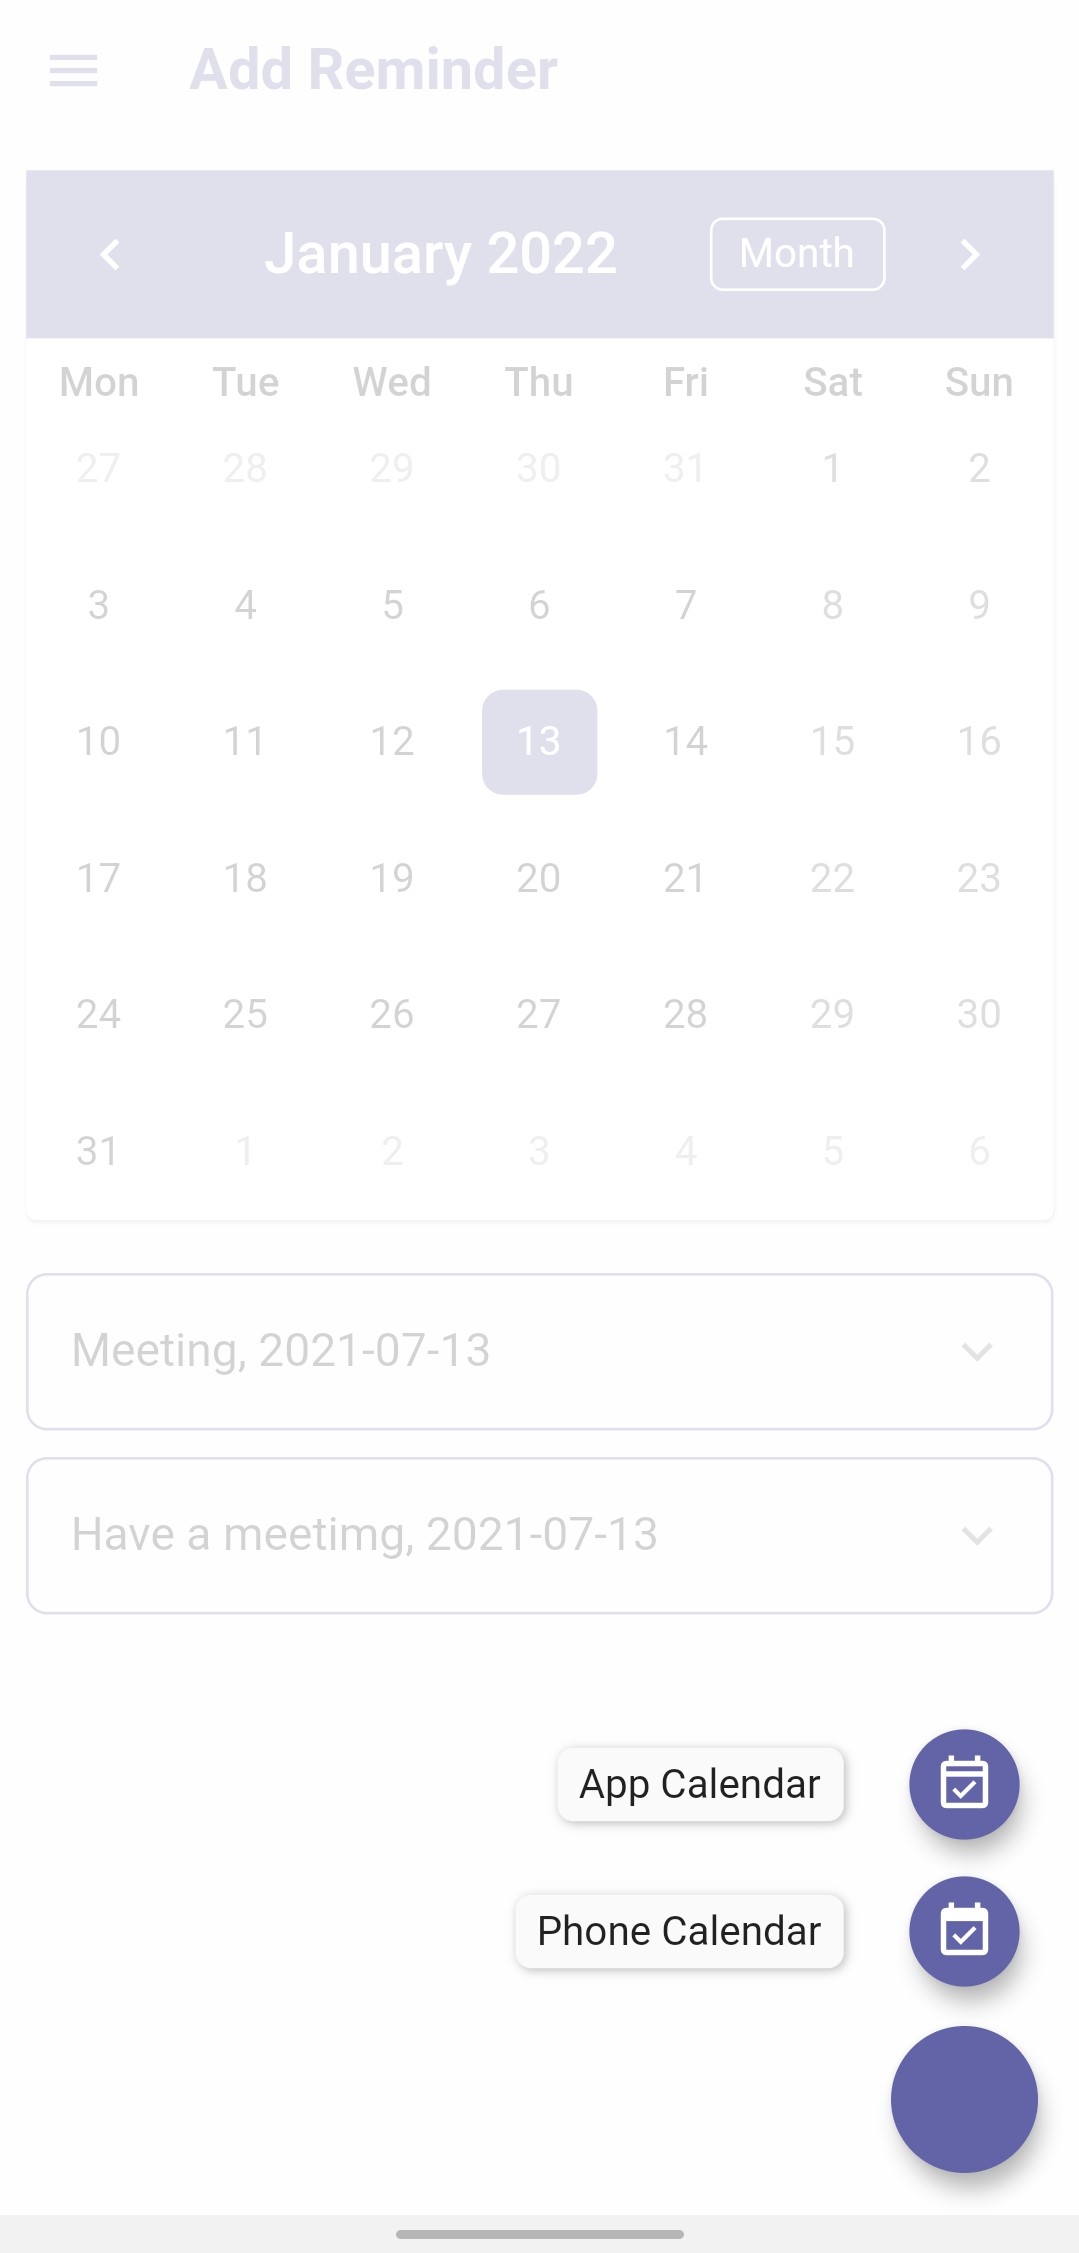 Add Reminder
January 2022 Month
Mon Tue Wed Thu Fri Sat Sun
27 28 29 30 31 1 2
3 4 5 6 7 8 9
10 11 12 13 14 15 16
17 18 19 20 21 22 23
24 25 26 27 28 29 30
31 1 2 3 4 5 6
Meeting, 2021-07-13
Have a meetimg, 2021-07-13
App Calendar
Phone Calendar